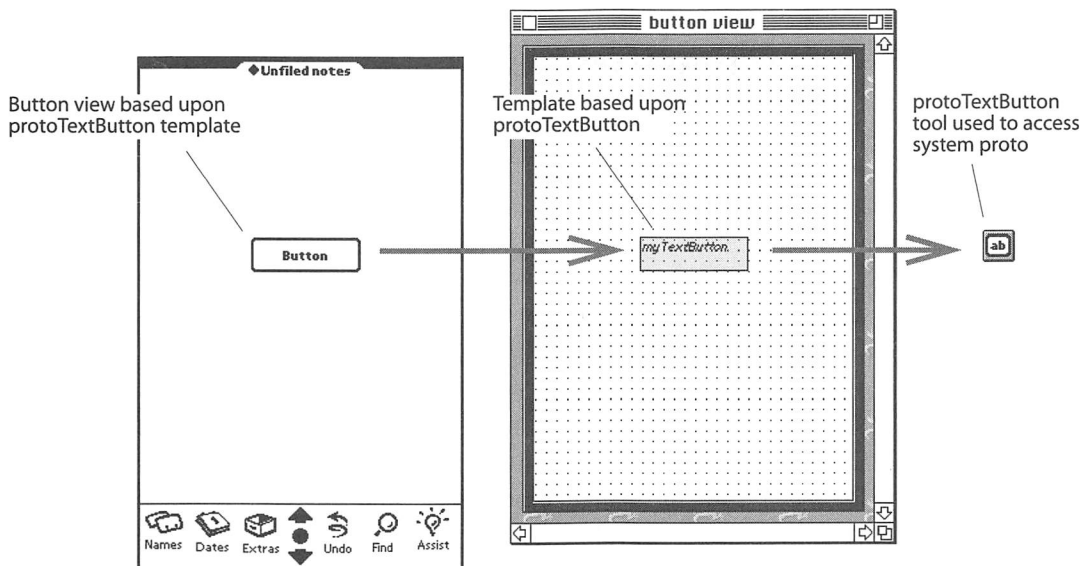 button view
◆Unfiled notes
Button view based upon
protoTextButton template
Template based upon
protoTextButton
protoTextButton
tool used to access
system proto
Button
myTextButton
ab
Names Dates Extras Undo Find Assist